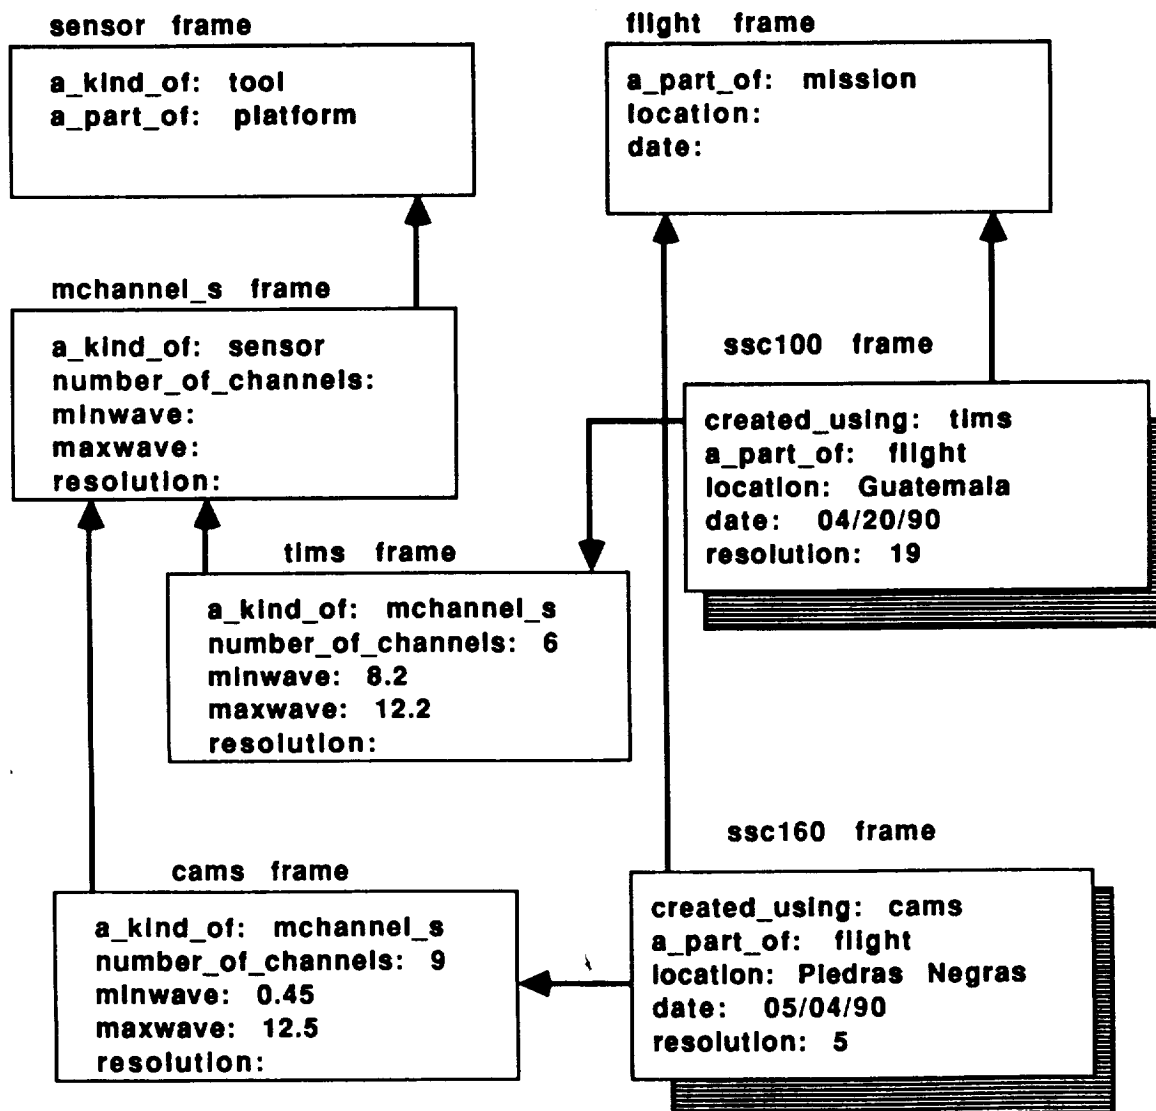 sensor frame
a_kind_of: tool
a_part_of: platform
flight frame
a_part_of: mission
location:
date:
mchannel_s frame
a_kind_of: sensor
number_of_channels:
minwave:
maxwave:
resolution:
ssc100 frame
created_using: tims
a_part_of: flight
location: Guatemala
date: 04/20/90
resolution: 19
tims frame
a_kind_of: mchannel_s
number_of_channels: 6
minwave: 8.2
maxwave: 12.2
resolution:
cams frame
a_kind_of: mchannel_s
number_of_channels: 9
minwave: 0.45
maxwave: 12.5
resolution:
ssc160 frame
created_using: cams
a_part_of: flight
location: Piedras Negras
date: 05/04/90
resolution: 5